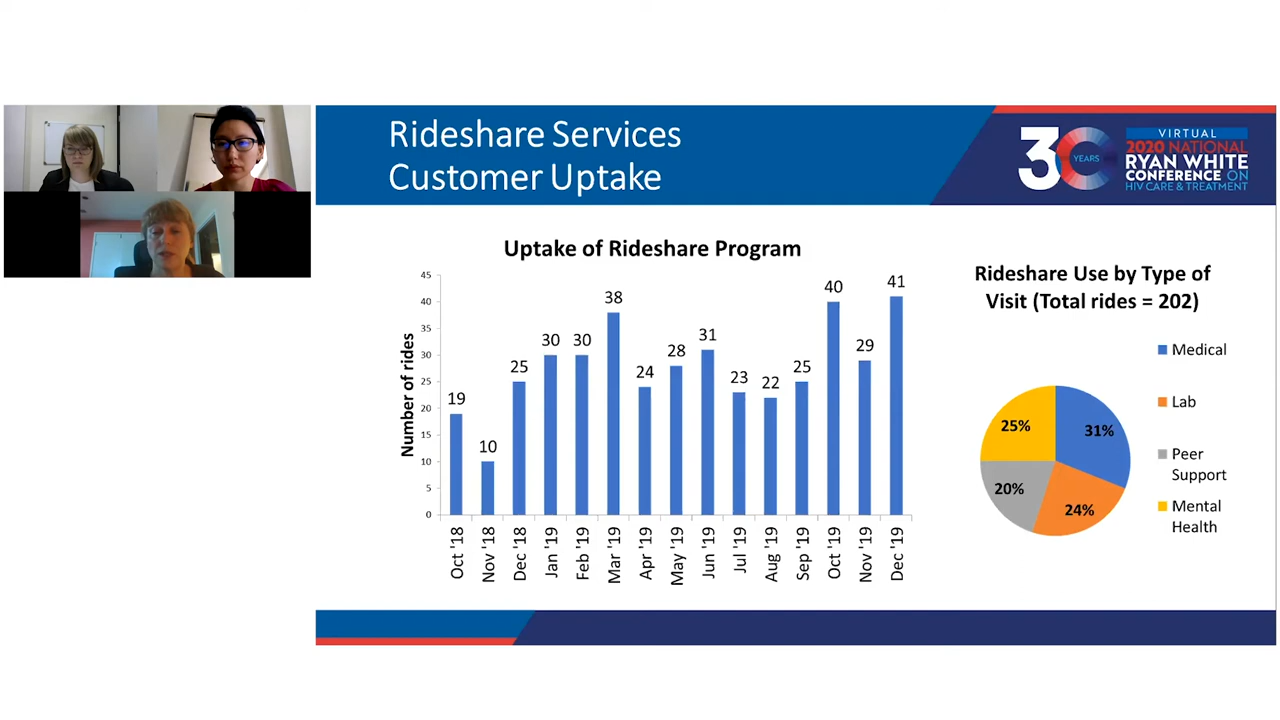 Rideshare Services
Customer Uptake
30
YEARS
VIRTUAL
2020 NATIONAL
RYAN WHITE
CONFERENCE ON
HIV CARE & TREATMENT
Uptake of Rideshare Program
Number of rides
45
40
35
30
25
20
15
10
5
0
19
10
25
30
30
38
24
28
31
23
22
25
40
29
41
Oct '18
Nov '18
Dec '18
Jan '19
Feb '19
Mar '19
Apr '19
May '19
Jun '19
Jul '19
Aug '19
Sep '19
Oct '19
Nov '19
Dec '19
Rideshare Use by Type of
Visit (Total rides = 202)
Medical
Lab
Peer
Support
Mental
Health
25%
31%
20%
24%